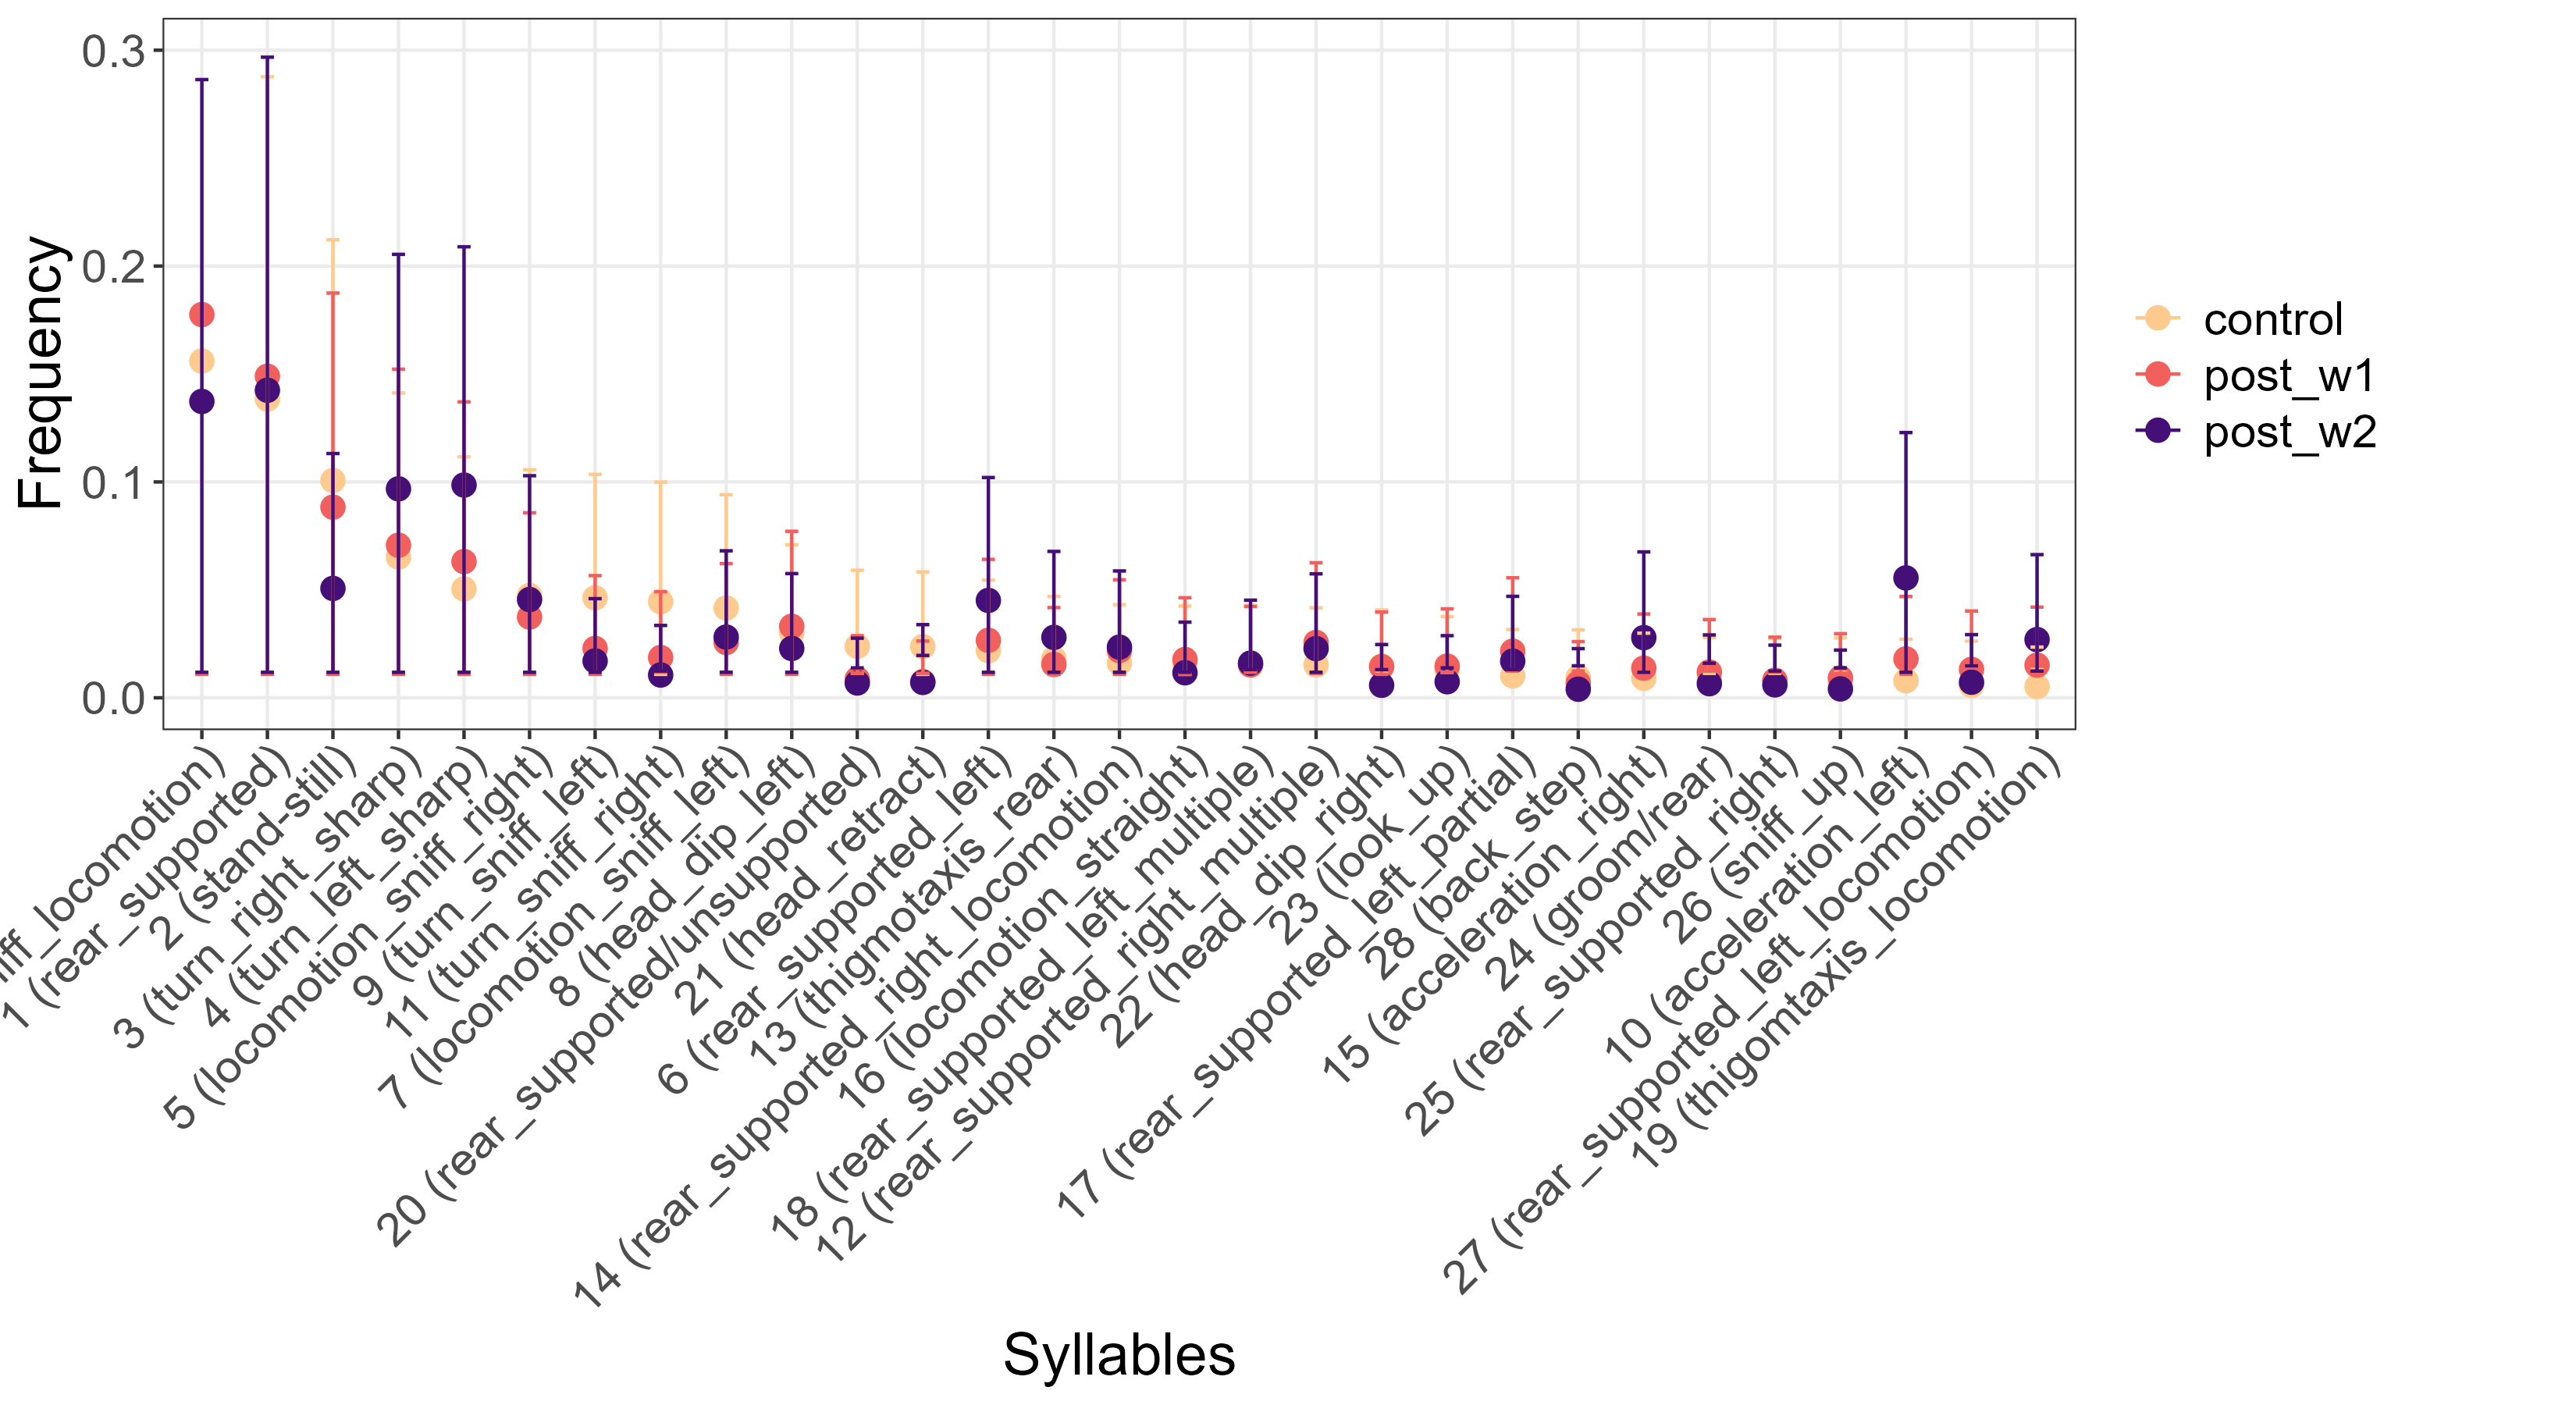 0.3
0.2
0.1
0.0
Frequency
control
post_w1
post_w2
iff_locomotion)
1 (rear_supported)
2 (stand-still)
3 (turn_right_sharp)
4 (turn_left_sharp)
5 (locomotion_sniff_right)
9 (turn_sniff_left)
11 (turn_sniff_right)
7 (locomotion_sniff_left)
8 (head_dip_left)
20 (rear_supported/unsupported)
21 (head_retract)
6 (rear_supported_left)
13 (thigmotaxis_rear)
14 (rear_supported_right_locomotion)
16 (locomotion_straight)
18 (rear_supported_left_multiple)
12 (rear_supported_right_multiple)
22 (head_dip_right)
23 (look_up)
17 (rear_supported_left_partial)
28 (back_step)
15 (acceleration_right)
24 (groom/rear)
25 (rear_supported_right)
26 (sniff_up)
10 (acceleration_left)
27 (rear_supported_left_locomotion)
19 (thigomtaxis_locomotion)
Syllables